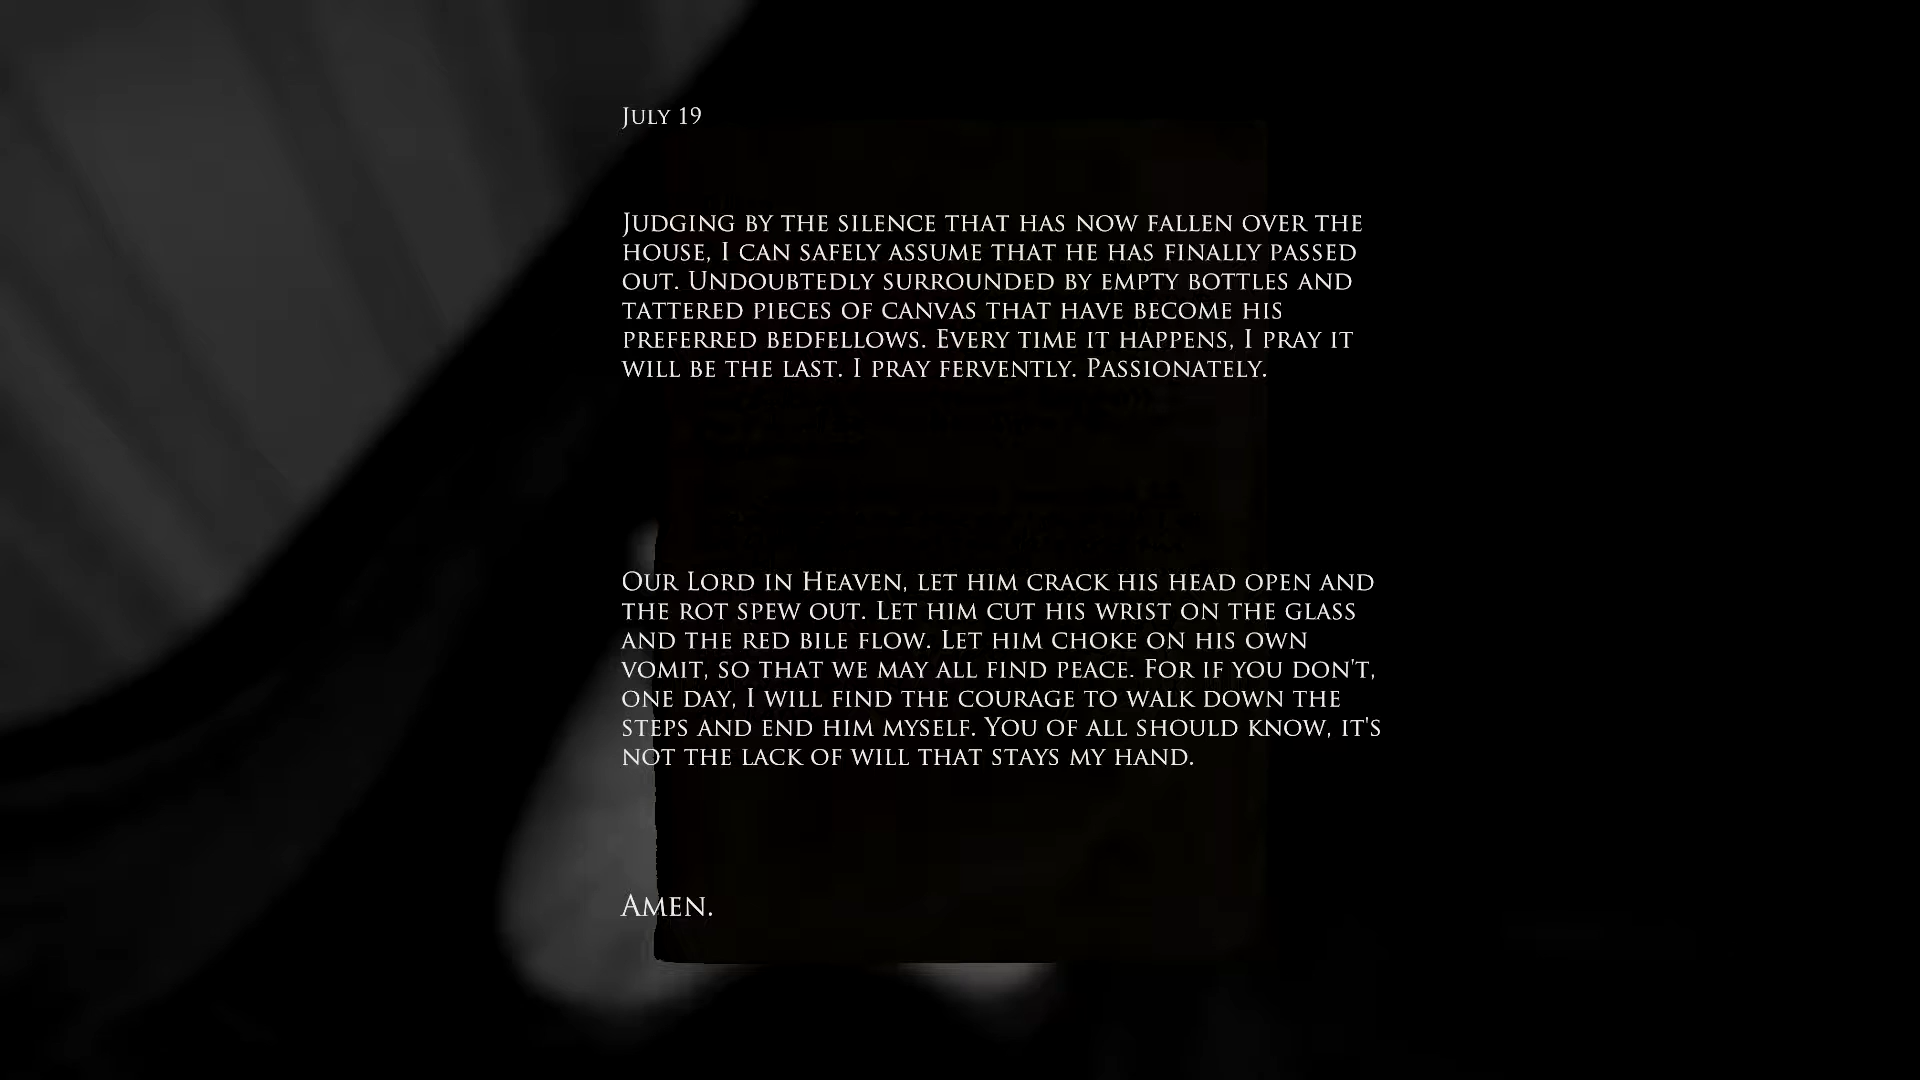 July 19
Judging by the silence that has now fallen over the
house, I can safely assume that he has finally passed
out. Undoubtedly surrounded by empty bottles and
tattered pieces of canvas that have become his
preferred bedfellows. Every time it happens, I pray it
will be the last. I pray fervently. Passionately.
Our Lord in Heaven, let him crack his head open and
the rot spew out. Let him cut his wrist on the glass
and the red bile flow. Let him choke on his own
vomit, so that we may all find peace. For if you don't,
one day, I will find the courage to walk down the
steps and end him myself. You of all should know, it's
not the lack of will that stays my hand.
Amen.